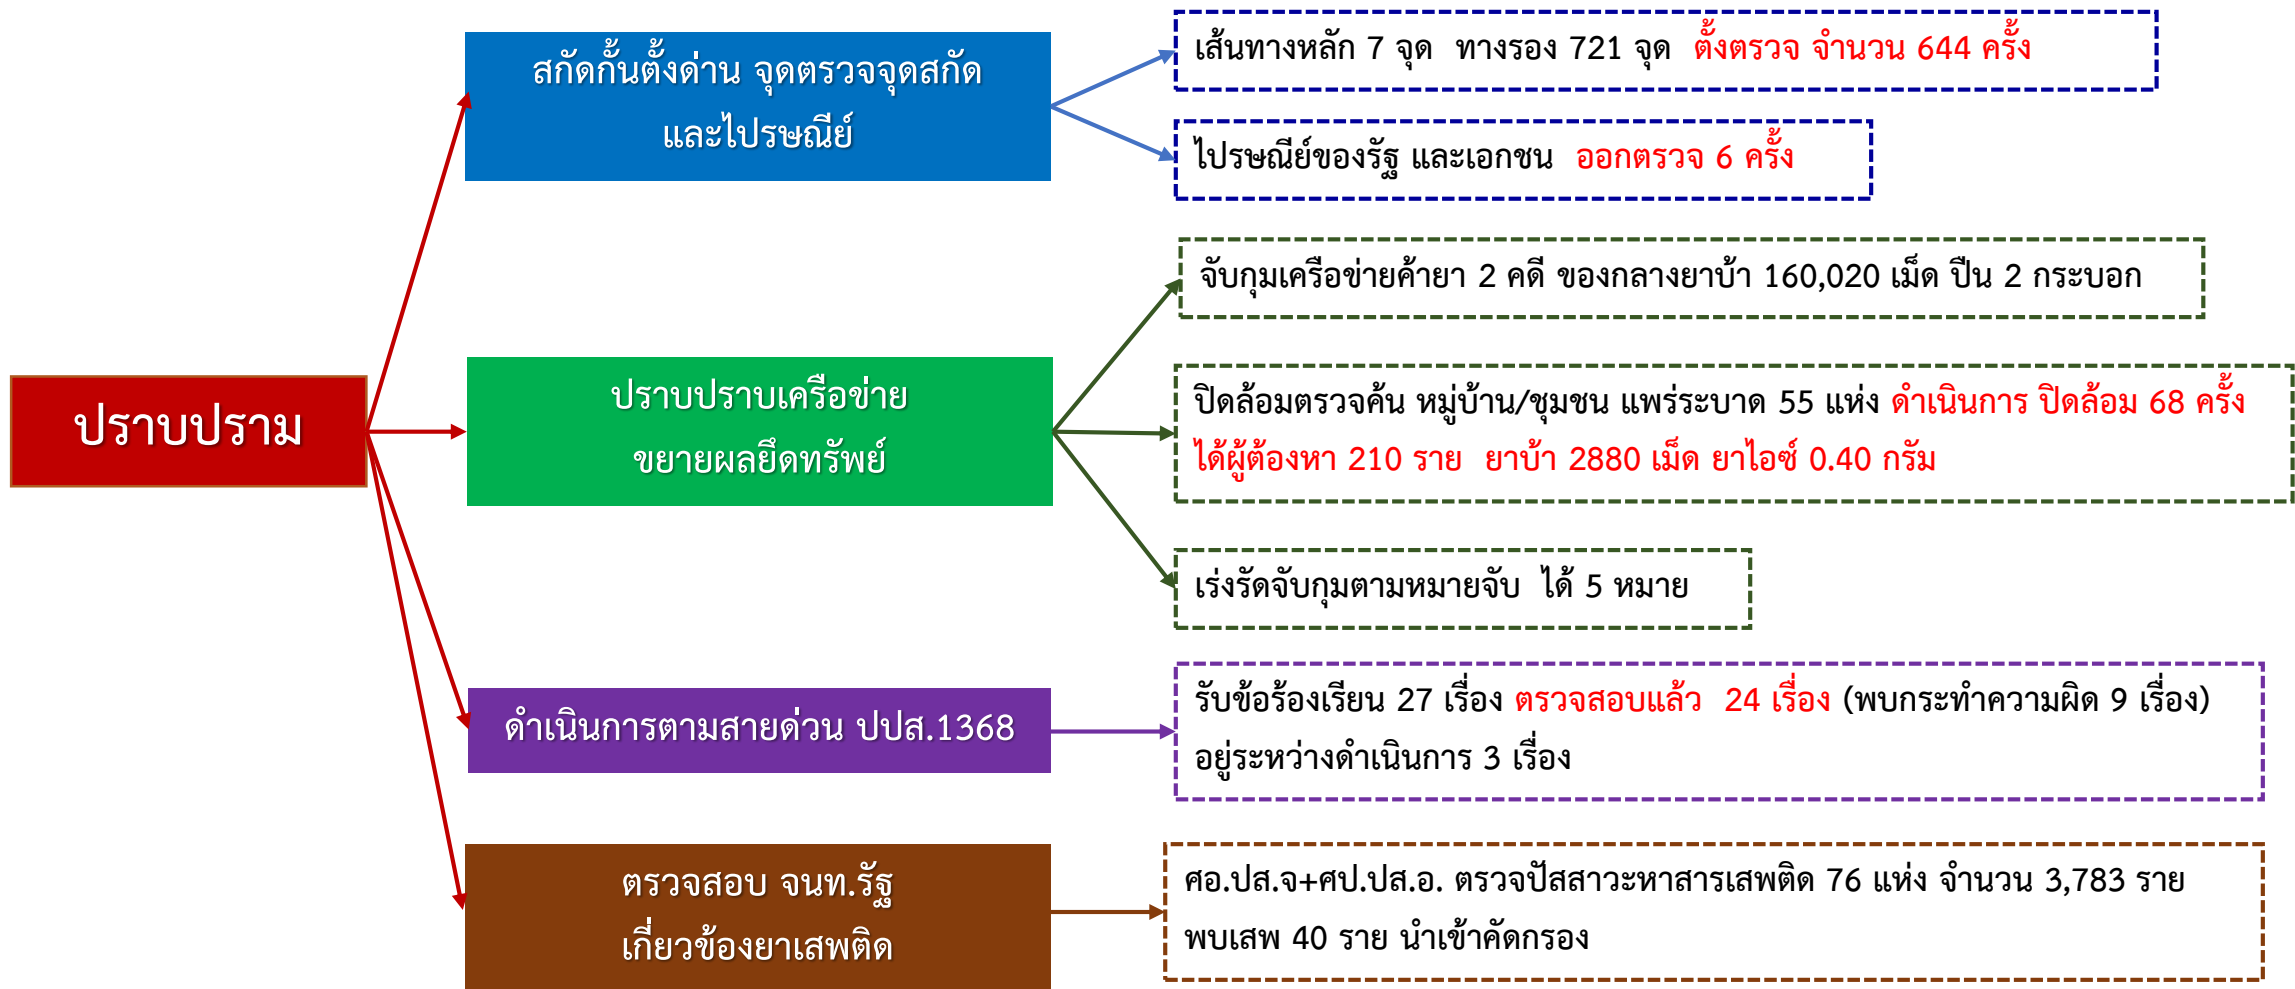 ปราบปราม
สกัดกั้นตั้งด่าน จุดตรวจจุดสกัด
และไปรษณีย์
เส้นทางหลัก 7 จุด ทางรอง 721 จุด ตั้งตรวจ จำนวน 644 ครั้ง
ไปรษณีย์ของรัฐ และเอกชน ออกตรวจ 6 ครั้ง
ปราบปราบเครือข่าย
ขยายผลยึดทรัพย์
จับกุมเครือข่ายค้ายา 2 คดี ของกลางยาบ้า 160,020 เม็ด ปืน 2 กระบอก
ปิดล้อมตรวจค้น หมู่บ้าน/ชุมชน แพร่ระบาด 55 แห่ง ดำเนินการ ปิดล้อม 68 ครั้ง
ได้ผู้ต้องหา 210 ราย ยาบ้า 2880 เม็ด ยาไอซ์ 0.40 กรัม
เร่งรัดจับกุมตามหมายจับ ได้ 5 หมาย
ดำเนินการตามสายด่วน ปปส.1368
รับข้อร้องเรียน 27 เรื่อง ตรวจสอบแล้ว 24 เรื่อง (พบกระทำความผิด 9 เรื่อง)
อยู่ระหว่างดำเนินการ 3 เรื่อง
ตรวจสอบ จนท.รัฐ
เกี่ยวข้องยาเสพติด
ศอ.ปส.จ+ศป.ปส.อ. ตรวจปัสสาวะหาสารเสพติด 76 แห่ง จำนวน 3,783 ราย
พบเสพ 40 ราย นำเข้าคัดกรอง